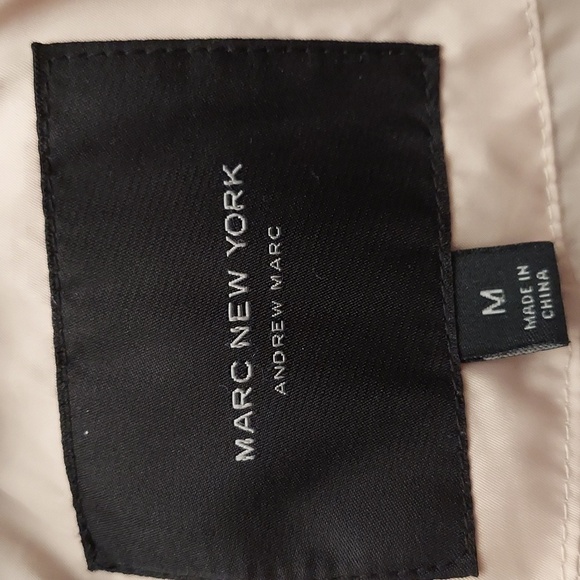 MARC NEW YORK
ANDREW MARC
M
MADE IN
CHINA